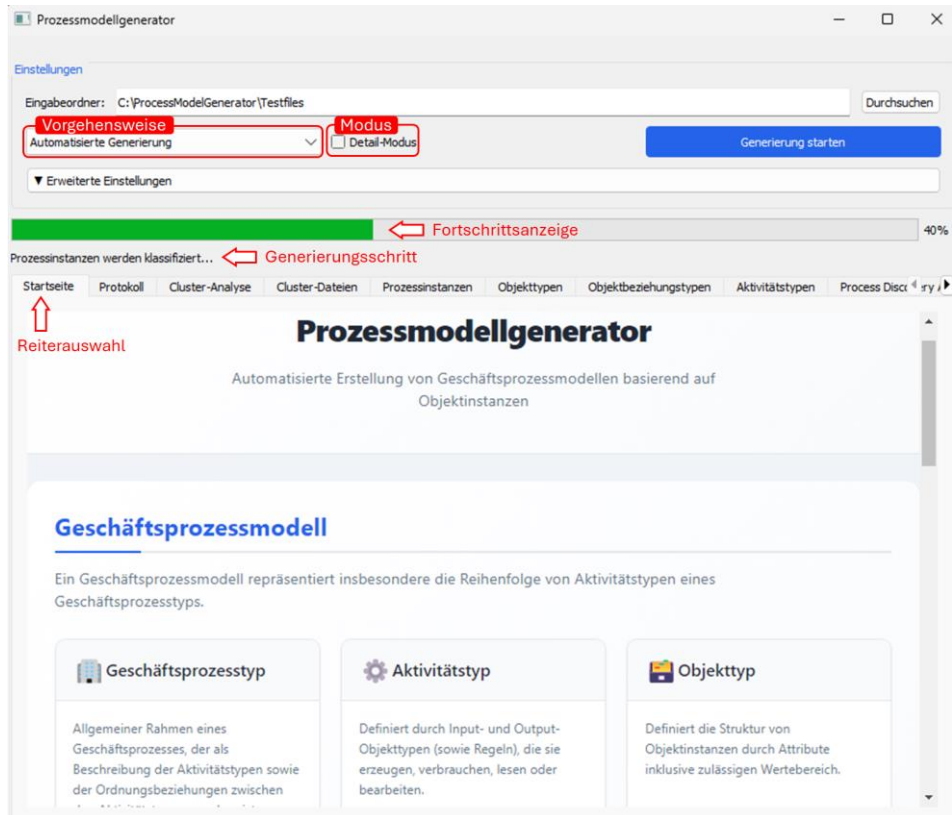 Prozessmodellgenerator
Einstellungen
Eingabeordner: C:\ProcessModelGenerator\Testfiles Durchsuchen
Vorgehensweise Modus
Automatisierte Generierung Detail-Modus Generierung starten
▼ Erweiterte Einstellungen
Fortschrittsanzeige 40%
Prozessinstanzen werden klassifiziert... Generierungsschritt
Startseite Protokoll Cluster-Analyse Cluster-Dateien Prozessinstanzen Objekttypen Objektbeziehungstypen Aktivitätstypen Process
Reiterauswahl
Prozessmodellgenerator
Automatisierte Erstellung von Geschäftsprozessmodellen basierend auf
Objektinstanzen
Geschäftsprozessmodell
Ein Geschäftsprozessmodell repräsentiert insbesondere die Reihenfolge von Aktivitätstypen eines
Geschäftsprozesstyps.
Geschäftsprozesstyp
Allgemeiner Rahmen eines
Geschäftsprozesses, der als
Beschreibung der Aktivitätstypen sowie
der Ordnungsbeziehungen zwischen
Aktivitätstyp
Definiert durch Input- und Output-
Objekttypen (sowie Regeln), die sie
erzeugen, verbrauchen, lesen oder
bearbeiten.
Objekttyp
Definiert die Struktur von
Objektinstanzen durch Attribute
inklusive zulässigen Wertebereich.